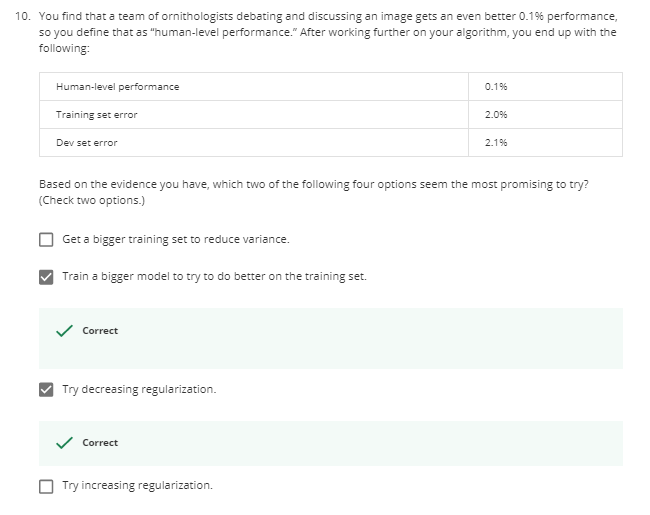 10. You find that a team of ornithologists debating and discussing an image gets an even better 0.1% performance,
so you define that as "human-level performance." After working further on your algorithm, you end up with the
following:
Human-level performance 0.1%
Training set error 2.0%
Dev set error 2.1%
Based on the evidence you have, which two of the following four options seem the most promising to try?
(Check two options.)
Get a bigger training set to reduce variance.
Train a bigger model to try to do better on the training set.
Correct
Try decreasing regularization.
Correct
Try increasing regularization.